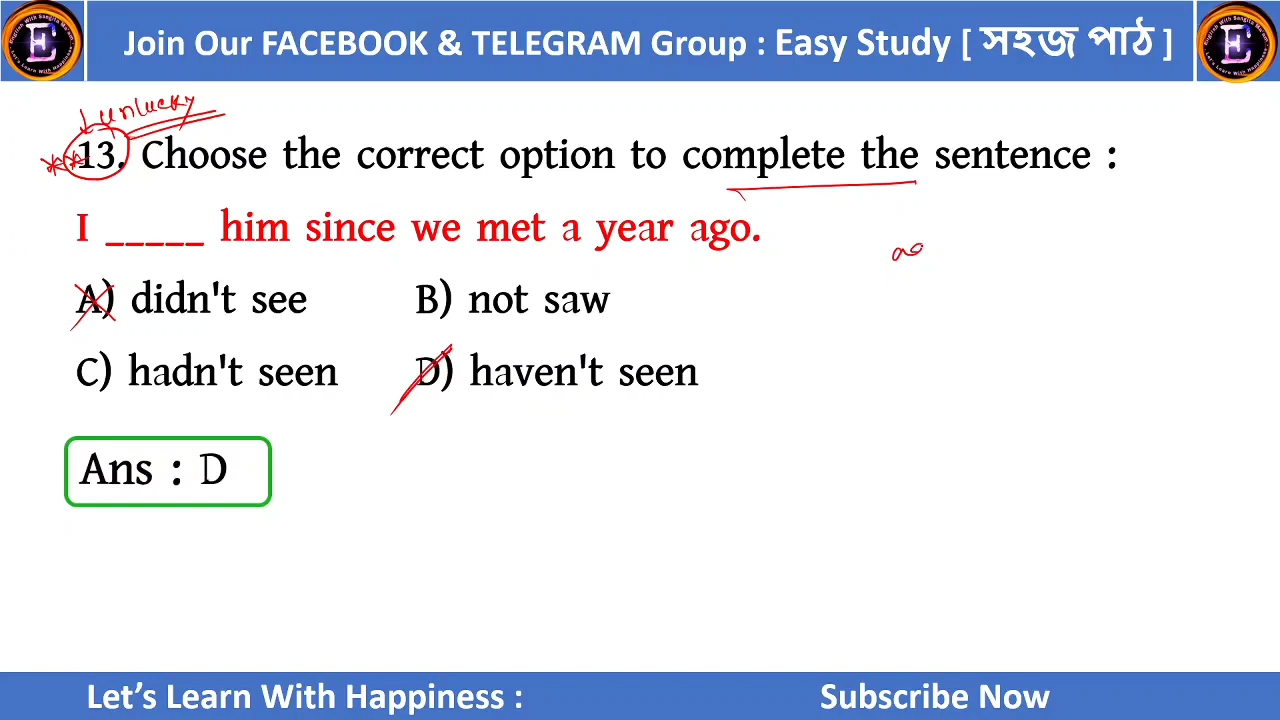 Join Our FACEBOOK & TELEGRAM Group : Easy Study [ সহজ পাঠ ]
unlucky
13. Choose the correct option to complete the sentence :
I _____ him since we met a year ago.
A) didn't see B) not saw
C) hadn't seen D) haven't seen
Ans : D
Let's Learn With Happiness : Subscribe Now